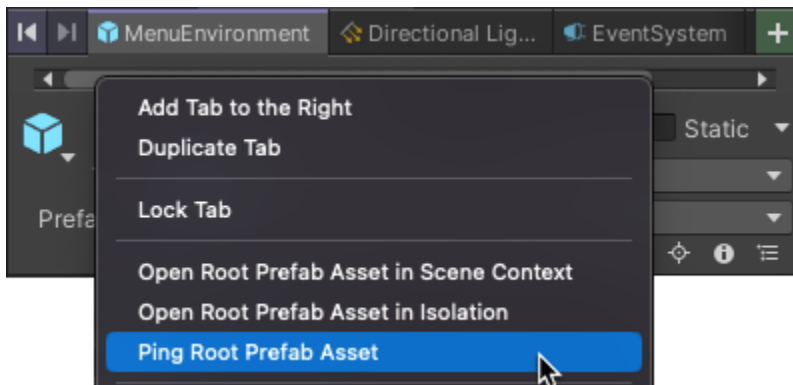 MenuEnvironment
Directional Lig...
EventSystem
Add Tab to the Right
Static
Duplicate Tab
Lock Tab
Prefa
Open Root Prefab Asset in Scene Context
Open Root Prefab Asset in Isolation
Ping Root Prefab Asset